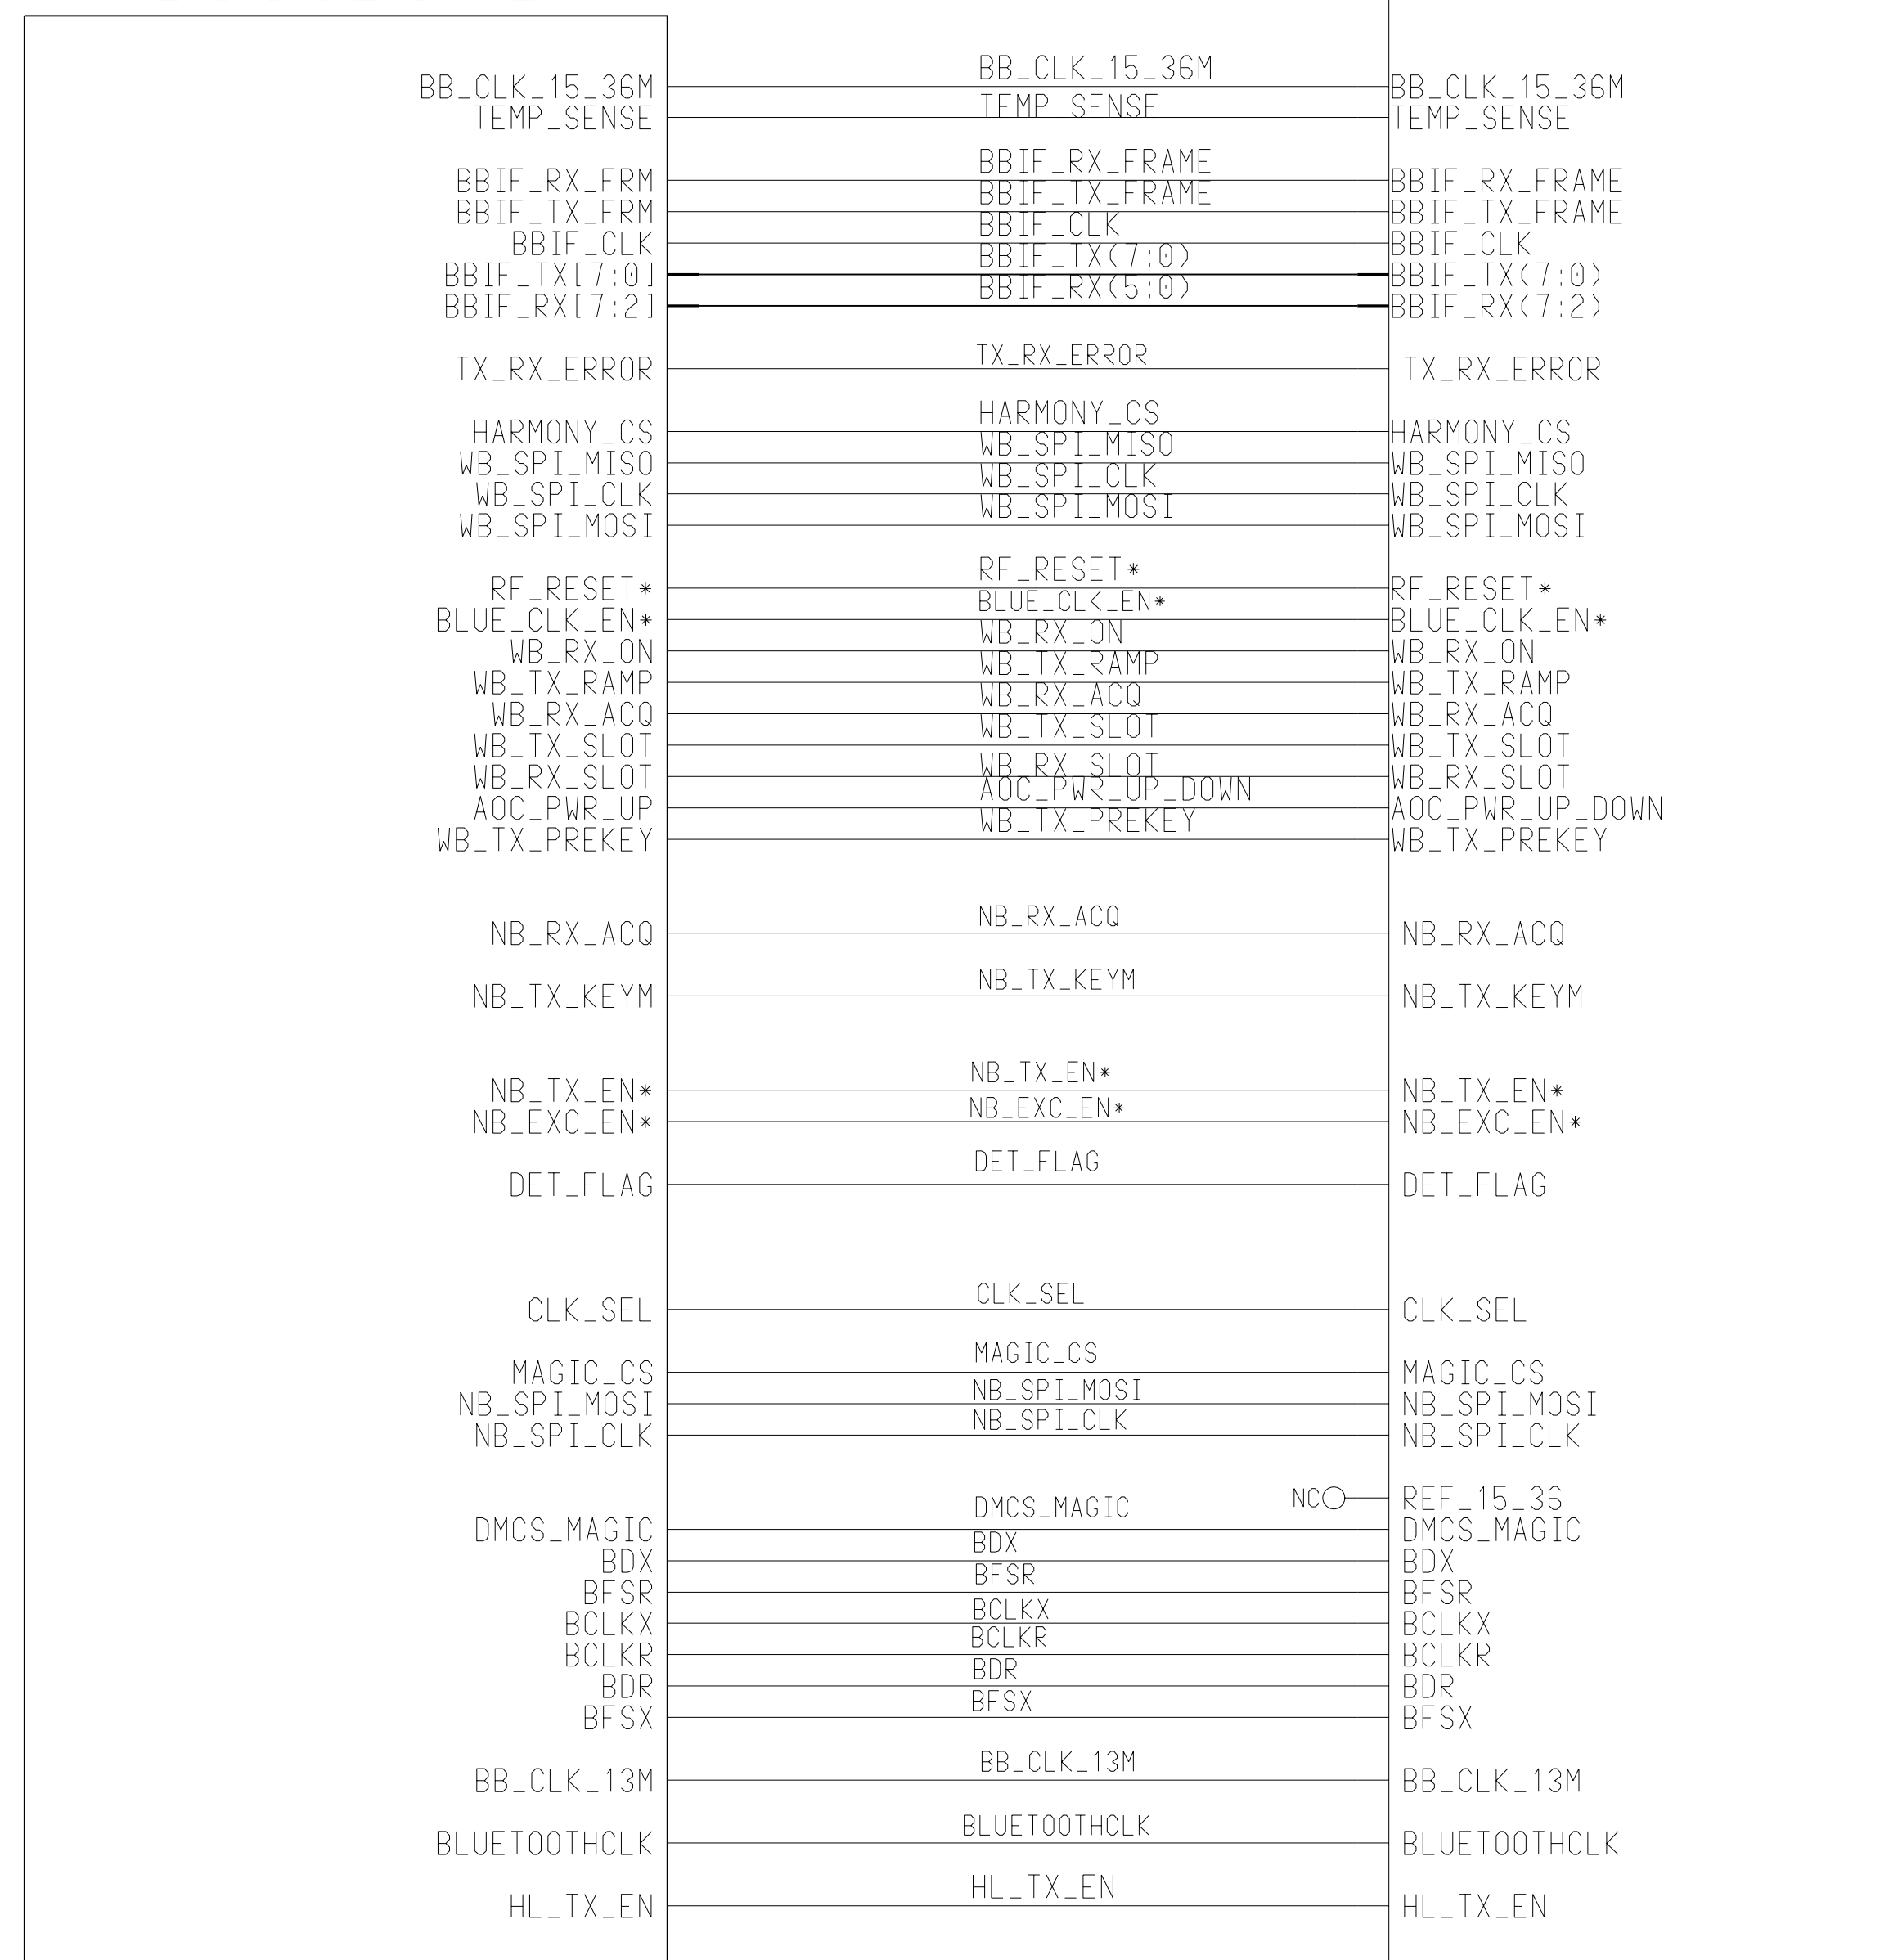 BB_CLK_15_36M BB_CLK_15_36M BB_CLK_15_36M
TEMP_SENSE TEMP_SENSE TEMP_SENSE
BBIF_RX_FRM BBIF_RX_FRAME BBIF_RX_FRAME
BBIF_TX_FRM BBIF_TX_FRAME BBIF_TX_FRAME
BBIF_CLK BBIF_CLK BBIF_CLK
BBIF_TX[7:0] BBIF_TX(7:0) BBIF_TX(7:0)
BBIF_RX[7:2] BBIF_RX(5:0) BBIF_RX(7:2)
TX_RX_ERROR TX_RX_ERROR TX_RX_ERROR
HARMONY_CS HARMONY_CS HARMONY_CS
WB_SPI_MISO WB_SPI_MISO WB_SPI_MISO
WB_SPI_CLK WB_SPI_CLK WB_SPI_CLK
WB_SPI_MOSI WB_SPI_MOSI WB_SPI_MOSI
RF_RESET* RF_RESET* RF_RESET*
BLUE_CLK_EN* BLUE_CLK_EN* BLUE_CLK_EN*
WB_RX_ON WB_RX_ON WB_RX_ON
WB_TX_RAMP WB_TX_RAMP WB_TX_RAMP
WB_RX_ACQ WB_RX_ACQ WB_RX_ACQ
WB_TX_SLOT WB_TX_SLOT WB_TX_SLOT
WB_RX_SLOT WB_RX_SLOT WB_RX_SLOT
AOC_PWR_UP AOC_PWR_UP_DOWN AOC_PWR_UP_DOWN
WB_TX_PREKEY WB_TX_PREKEY WB_TX_PREKEY
NB_RX_ACQ NB_RX_ACQ NB_RX_ACQ
NB_TX_KEYM NB_TX_KEYM NB_TX_KEYM
NB_TX_EN* NB_TX_EN* NB_TX_EN*
NB_EXC_EN* NB_EXC_EN* NB_EXC_EN*
DET_FLAG DET_FLAG DET_FLAG
CLK_SEL CLK_SEL CLK_SEL
MAGIC_CS MAGIC_CS MAGIC_CS
NB_SPI_MOSI NB_SPI_MOSI NB_SPI_MOSI
NB_SPI_CLK NB_SPI_CLK NB_SPI_CLK
NC REF_15_36
DMCS_MAGIC DMCS_MAGIC DMCS_MAGIC
BDX BDX BDX
BFSR BFSR BFSR
BCLKX BCLKX BCLKX
BCLKR BCLKR BCLKR
BDR BDR BDR
BFSX BFSX BFSX
BB_CLK_13M BB_CLK_13M BB_CLK_13M
BLUETOOTHCLK BLUETOOTHCLK BLUETOOTHCLK
HL_TX_EN HL_TX_EN HL_TX_EN